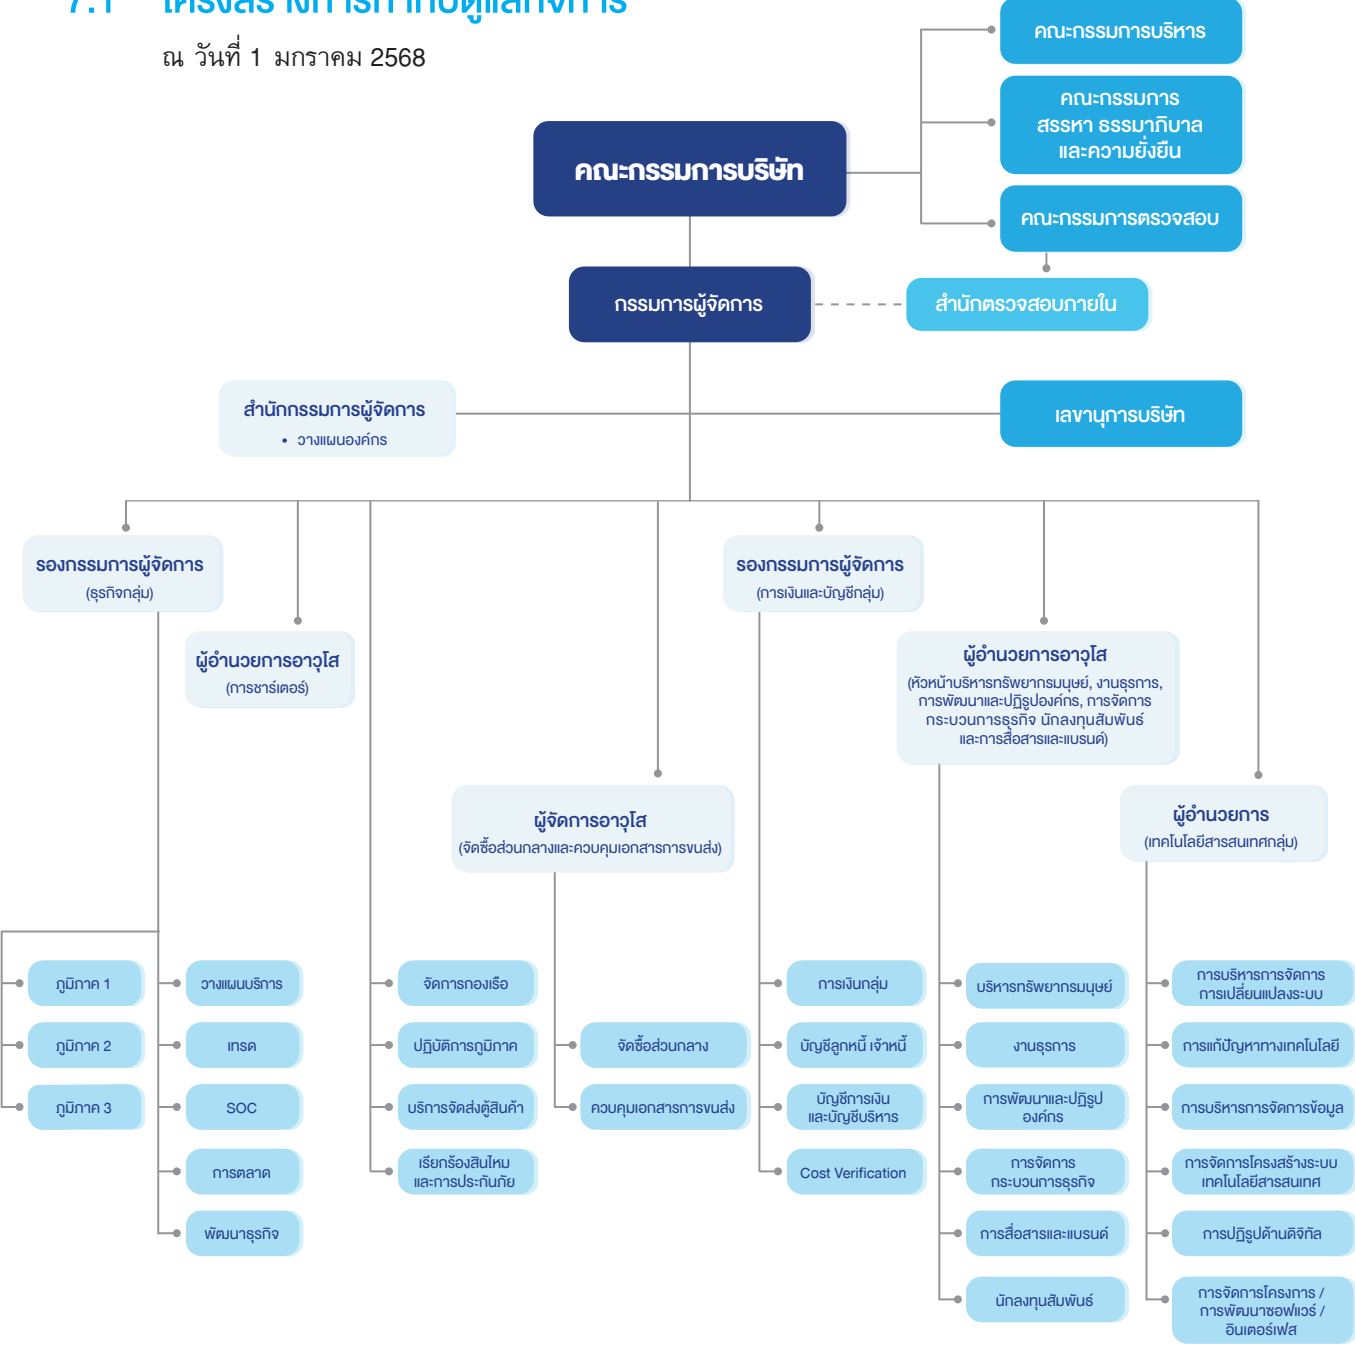 7.1 โครงสร้างการกำกับดูแลกิจการ
ณ วันที่ 1 มกราคม 2568
คณะกรรมการบริหาร
คณะกรรมการ
สรรหา ธรรมาภิบาล
และความยั่งยืน
คณะกรรมการบริษัท
คณะกรรมการตรวจสอบ
กรรมการผู้จัดการ
สำนักตรวจสอบภายใน
สำนักกรรมการผู้จัดการ
• วางแผนองค์กร
เลขานุการบริษัท
รองกรรมการผู้จัดการ
(ธุรกิจกลุ่ม)
ผู้อำนวยการอาวุโส
(การชาร์เตอร์)
ผู้จัดการอาวุโส
(จัดซื้อส่วนกลางและควบคุมเอกสารการขนส่ง)
รองกรรมการผู้จัดการ
(การเงินและบัญชีกลุ่ม)
ผู้อำนวยการอาวุโส
(หัวหน้าบริหารทรัพยากรมนุษย์, งานธุรการ,
การพัฒนาและปฏิรูปองค์กร, การจัดการ
กระบวนการธุรกิจ นักลงทุนสัมพันธ์
และการสื่อสารและแบรนด์)
ผู้อำนวยการ
(เทคโนโลยีสารสนเทศกลุ่ม)
ภูมิภาค 1
ภูมิภาค 2
ภูมิภาค 3
วางแผนบริการ
เทรด
SOC
การตลาด
พัฒนาธุรกิจ
จัดการกองเรือ
ปฏิบัติการภูมิภาค
บริการจัดส่งตู้สินค้า
เรียกร้องสินไหม
และการประกันภัย
จัดซื้อส่วนกลาง
ควบคุมเอกสารการขนส่ง
การเงินกลุ่ม
บัญชีลูกหนี้ เจ้าหนี้
บัญชีการเงิน
และบัญชีบริหาร
Cost Verification
บริหารทรัพยากรมนุษย์
งานธุรการ
การพัฒนาและปฏิรูป
องค์กร
การจัดการ
กระบวนการธุรกิจ
การสื่อสารและแบรนด์
นักลงทุนสัมพันธ์
การบริหารการจัดการ
การเปลี่ยนแปลงระบบ
การแก้ปัญหาทางเทคโนโลยี
การบริหารการจัดการข้อมูล
การจัดการโครงสร้างระบบ
เทคโนโลยีสารสนเทศ
การปฏิรูปด้านดิจิทัล
การจัดการโครงการ /
การพัฒนาซอฟแวร์ /
อินเตอร์เฟส